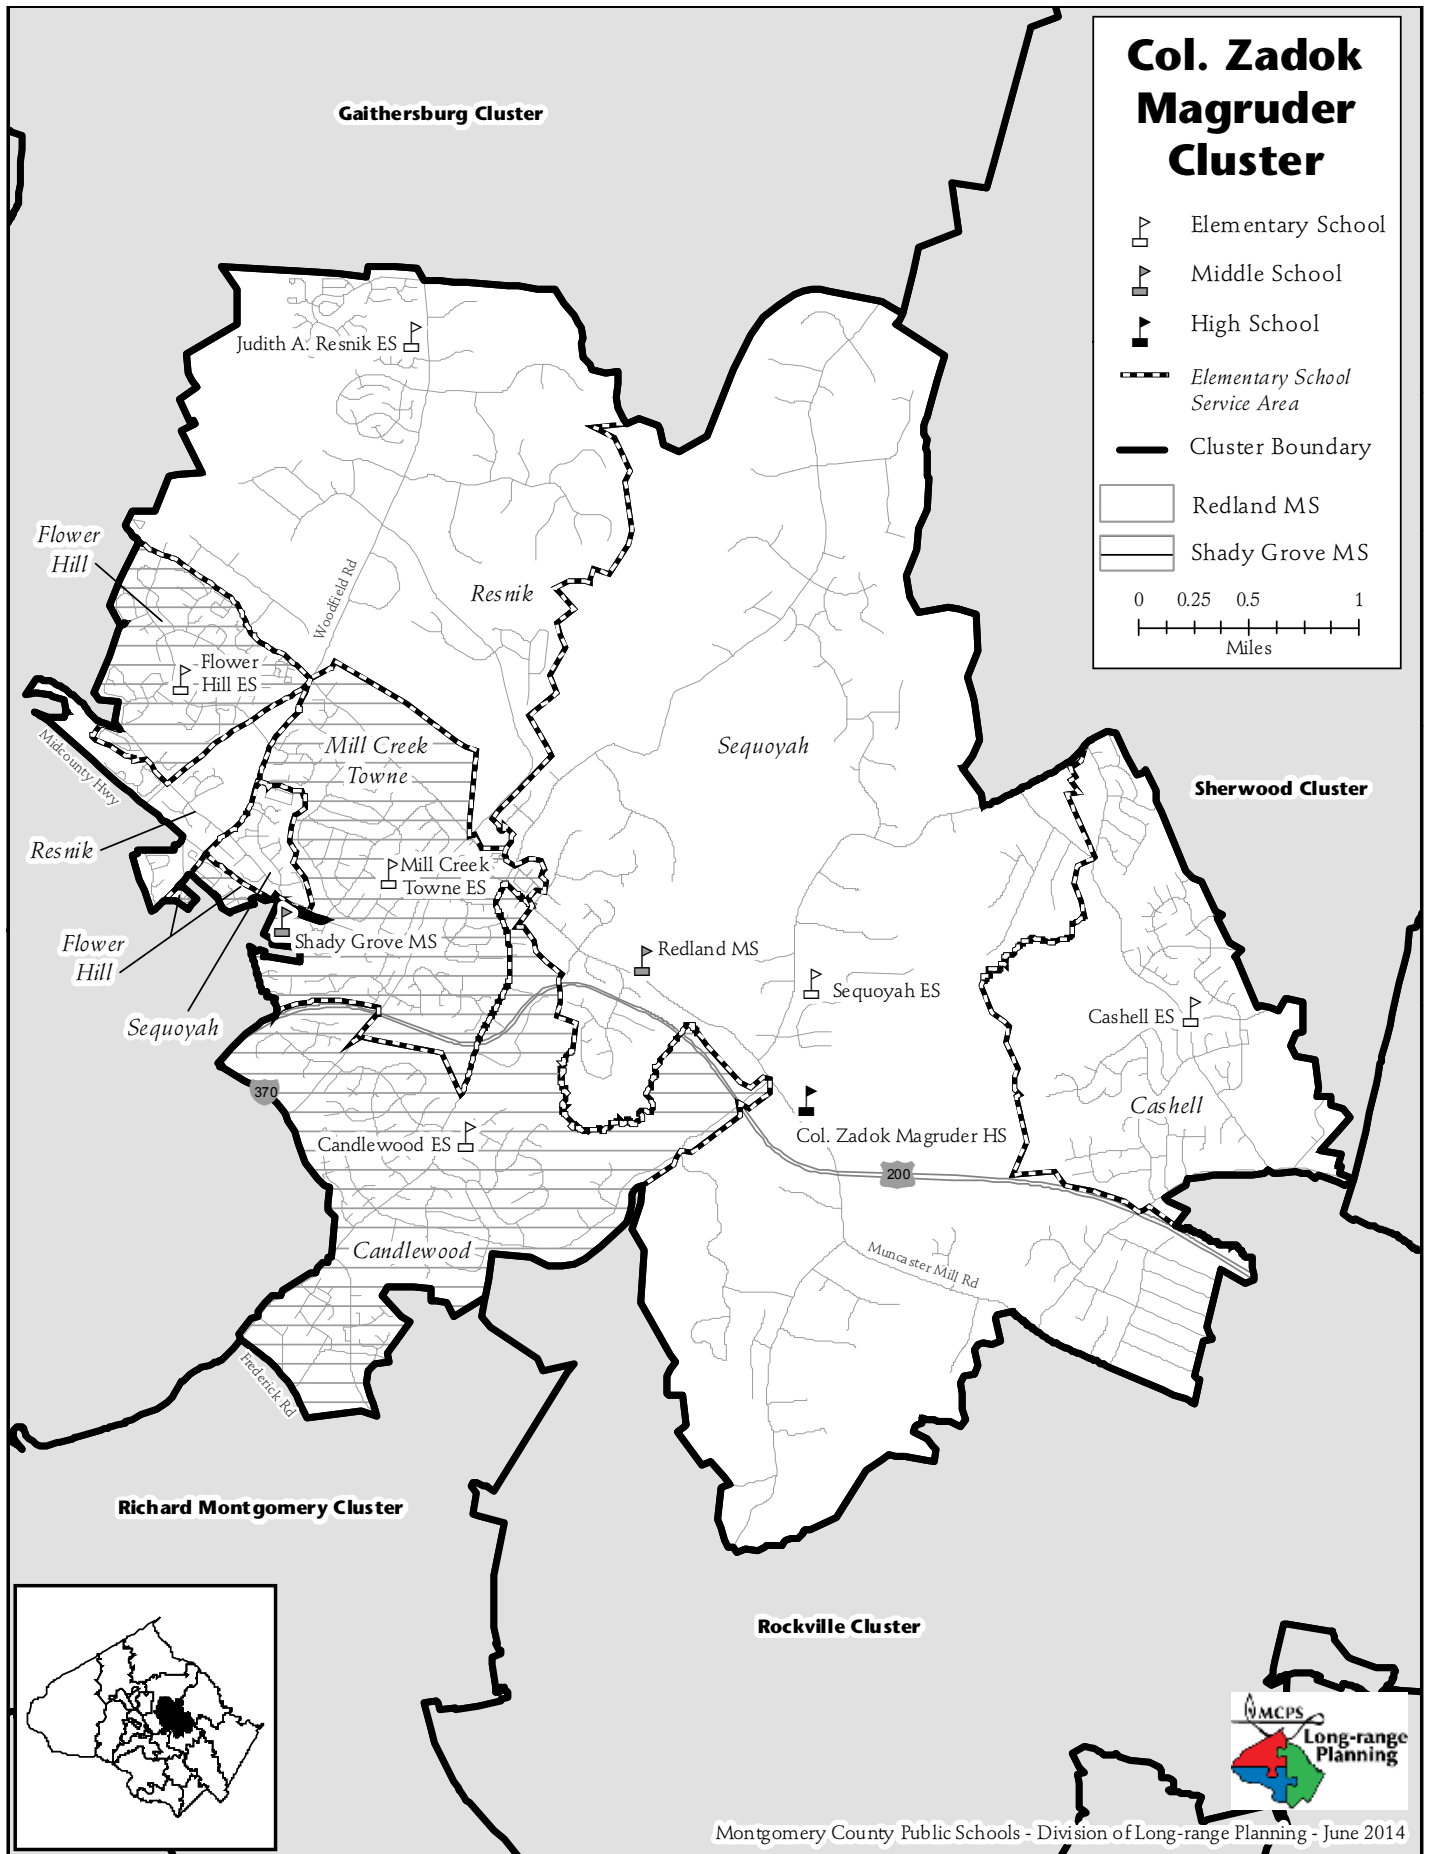 Col. Zadok
Magruder
Cluster
Elementary School
Middle School
High School
Elementary School
Service Area
Cluster Boundary
Redland MS
Shady Grove MS
0 0.25 0.5 1
Miles
Gaithersburg Cluster
Judith A. Resnik ES
Flower
Hill
Woodfield Rd
Resnik
Flower
Hill ES
Midcounty Hwy
Mill Creek
Towne
Sequoyah
Sherwood Cluster
Resnik
Mill Creek
Towne ES
Flower
Hill
Shady Grove MS
Redland MS
Sequoyah ES
Sequoyah
Cashell ES
370
Cashell
Candlewood ES
Col. Zadok Magruder HS
200
Candlewood
Muncaster Mill Rd
Frederick Rd
Richard Montgomery Cluster
Rockville Cluster
MCPS
Long-range
Planning
Montgomery County Public Schools - Division of Long-range Planning - June 2014